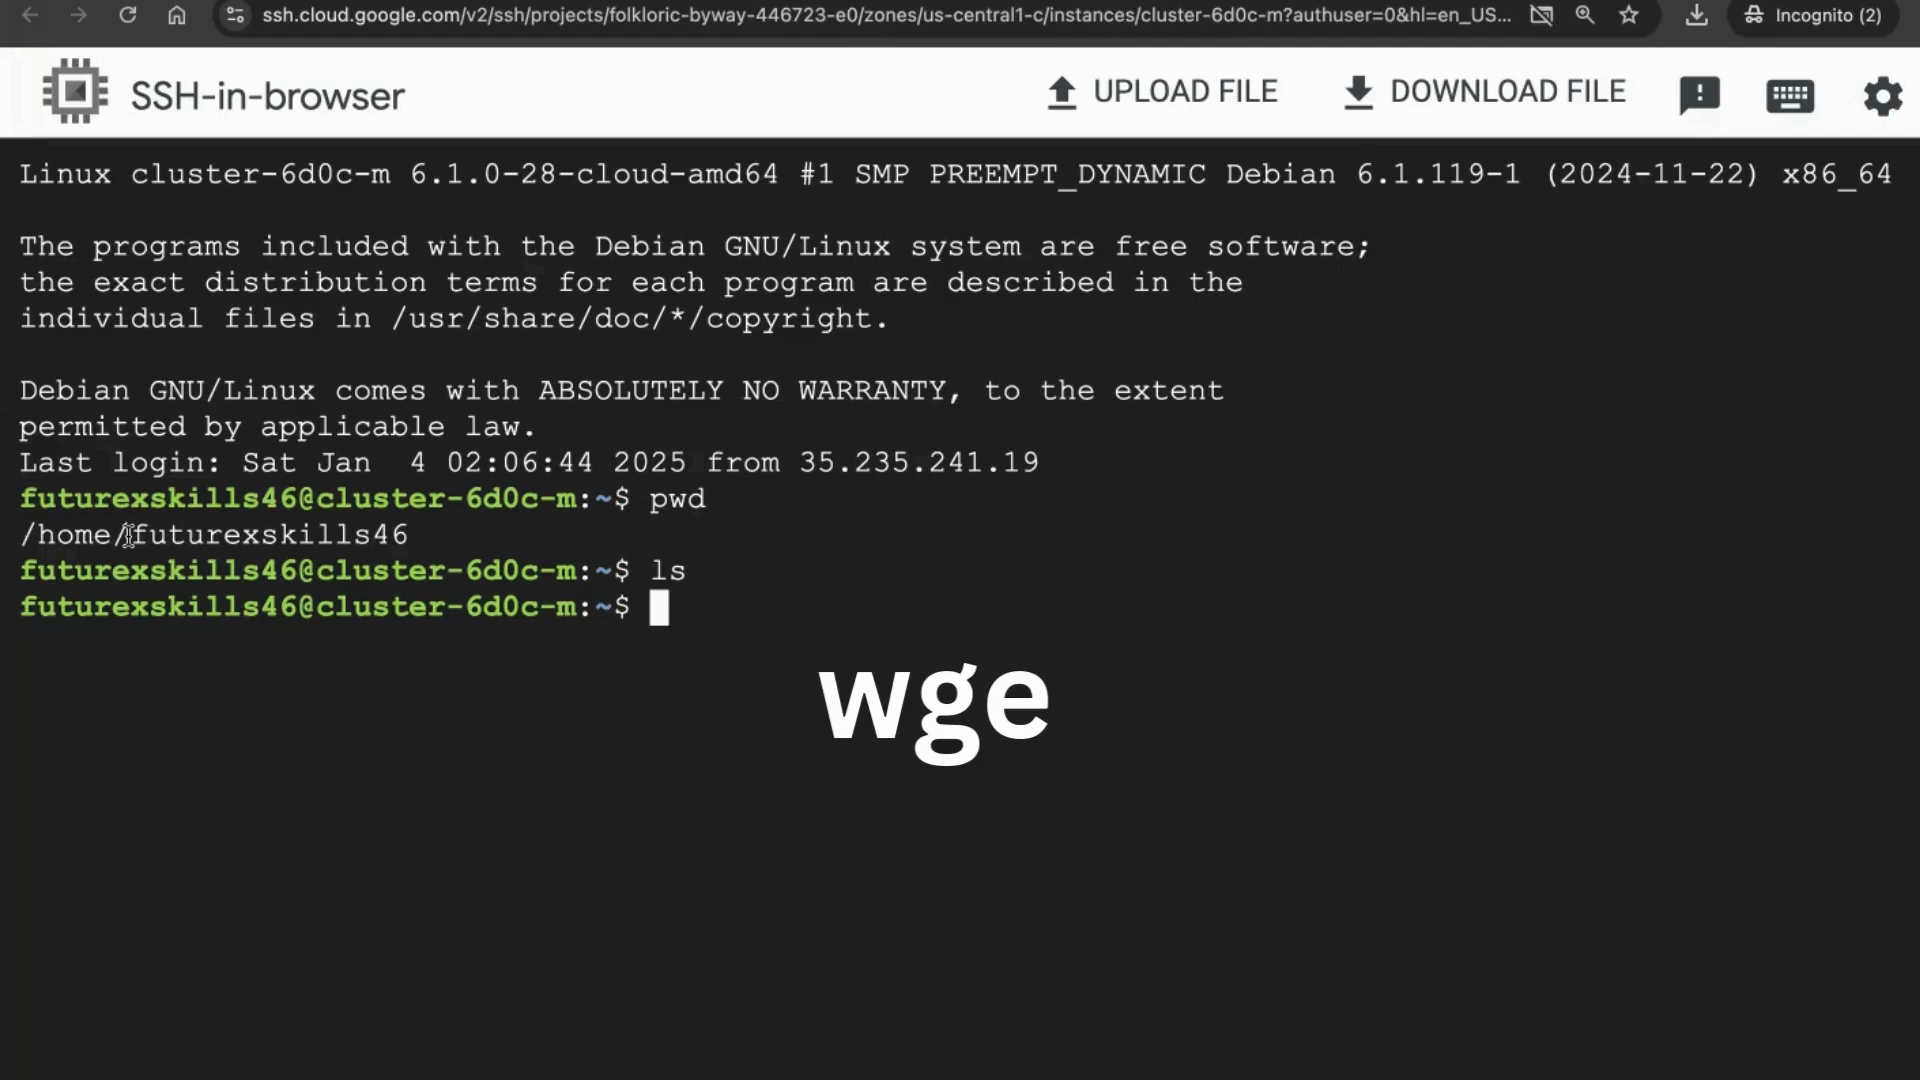 ssh.cloud.google.com/v2/ssh/projects/folkloric-byway-446723-e0/zones/us-central1-c/instances/cluster-6d0c-m?authuser=0&hl=en_US...
Incognito (2)
SSH-in-browser
UPLOAD FILE
DOWNLOAD FILE
Linux cluster-6d0c-m 6.1.0-28-cloud-amd64 #1 SMP PREEMPT_DYNAMIC Debian 6.1.119-1 (2024-11-22) x86_64
The programs included with the Debian GNU/Linux system are free software;
the exact distribution terms for each program are described in the
individual files in /usr/share/doc/*/copyright.
Debian GNU/Linux comes with ABSOLUTELY NO WARRANTY, to the extent
permitted by applicable law.
Last login: Sat Jan  4 02:06:44 2025 from 35.235.241.19
futurexskills46@cluster-6d0c-m:~$ pwd
/home/futurexskills46
futurexskills46@cluster-6d0c-m:~$ ls
futurexskills46@cluster-6d0c-m:~$
wge